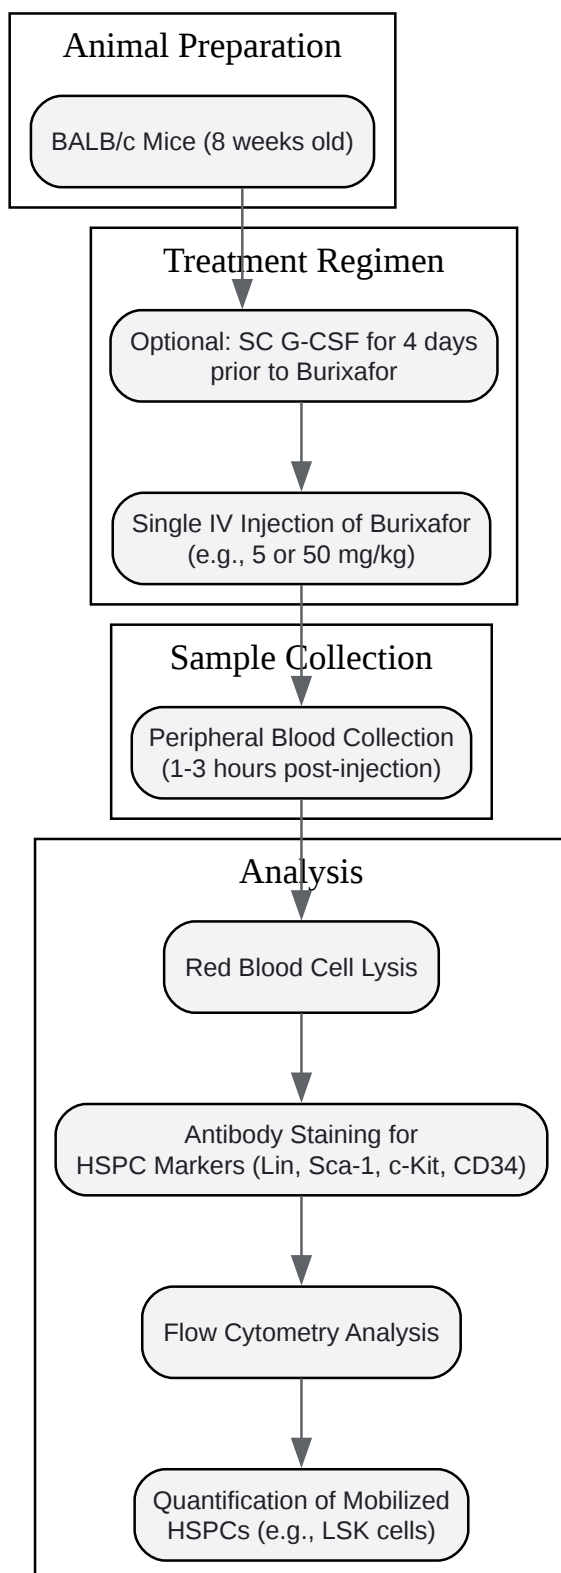 Animal Preparation
BALB/c Mice (8 weeks old)
Treatment Regimen
Optional: SC G-CSF for 4 days
prior to Burixafor
Single IV Injection of Burixafor
(e.g., 5 or 50 mg/kg)
Sample Collection
Peripheral Blood Collection
(1-3 hours post-injection)
Analysis
Red Blood Cell Lysis
Antibody Staining for
HSPC Markers (Lin, Sca-1, c-Kit, CD34)
Flow Cytometry Analysis
Quantification of Mobilized
HSPCs (e.g., LSK cells)